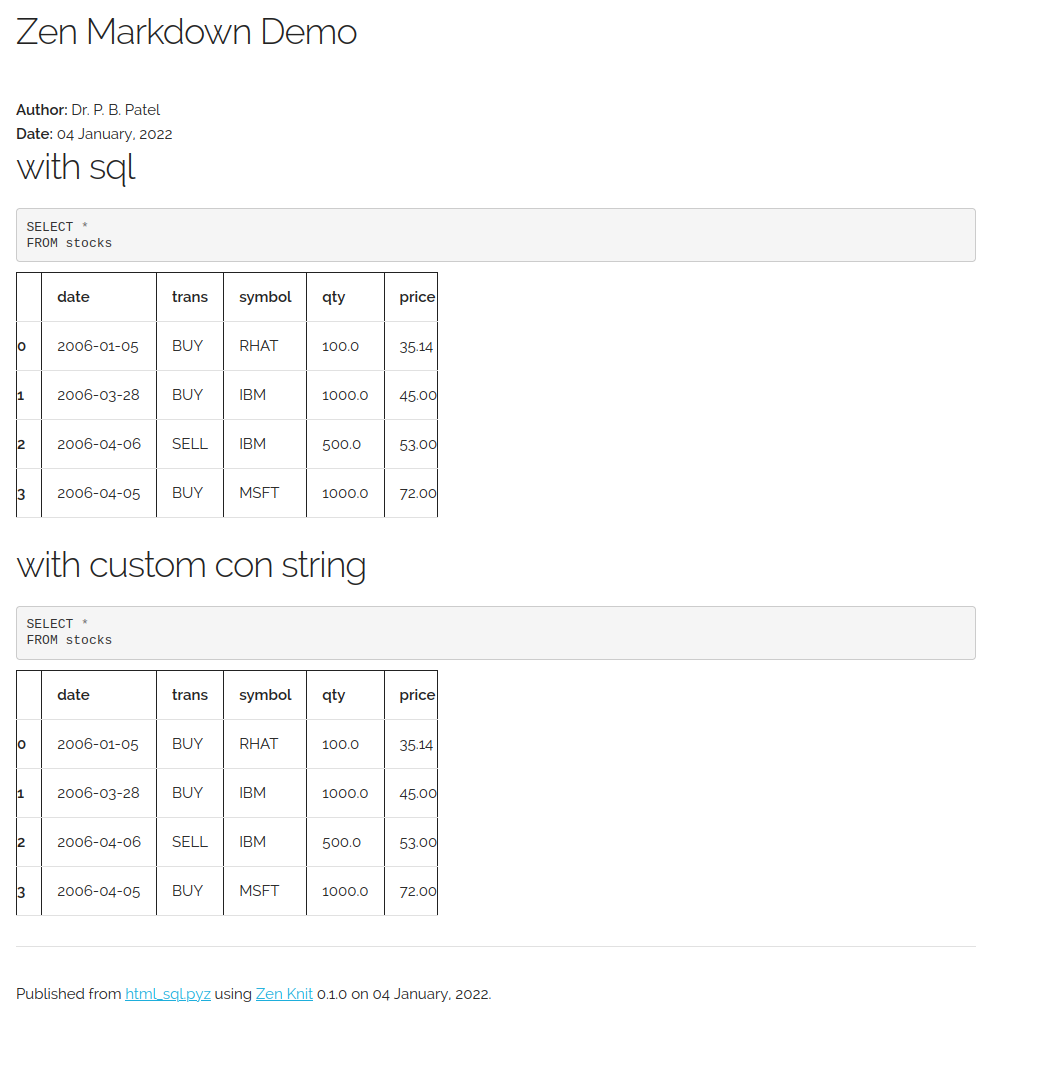 Zen Markdown Demo
Author: Dr. P. B. Patel
Date: 04 January, 2022
with sql
SELECT *
FROM stocks
date trans symbol qty price
0 2006-01-05 BUY RHAT 100.0 35.14
1 2006-03-28 BUY IBM 1000.0 45.00
2 2006-04-06 SELL IBM 500.0 53.00
3 2006-04-05 BUY MSFT 1000.0 72.00
with custom con string
SELECT *
FROM stocks
date trans symbol qty price
0 2006-01-05 BUY RHAT 100.0 35.14
1 2006-03-28 BUY IBM 1000.0 45.00
2 2006-04-06 SELL IBM 500.0 53.00
3 2006-04-05 BUY MSFT 1000.0 72.00
Published from html_sql.pyz using Zen Knit 0.1.0 on 04 January, 2022.